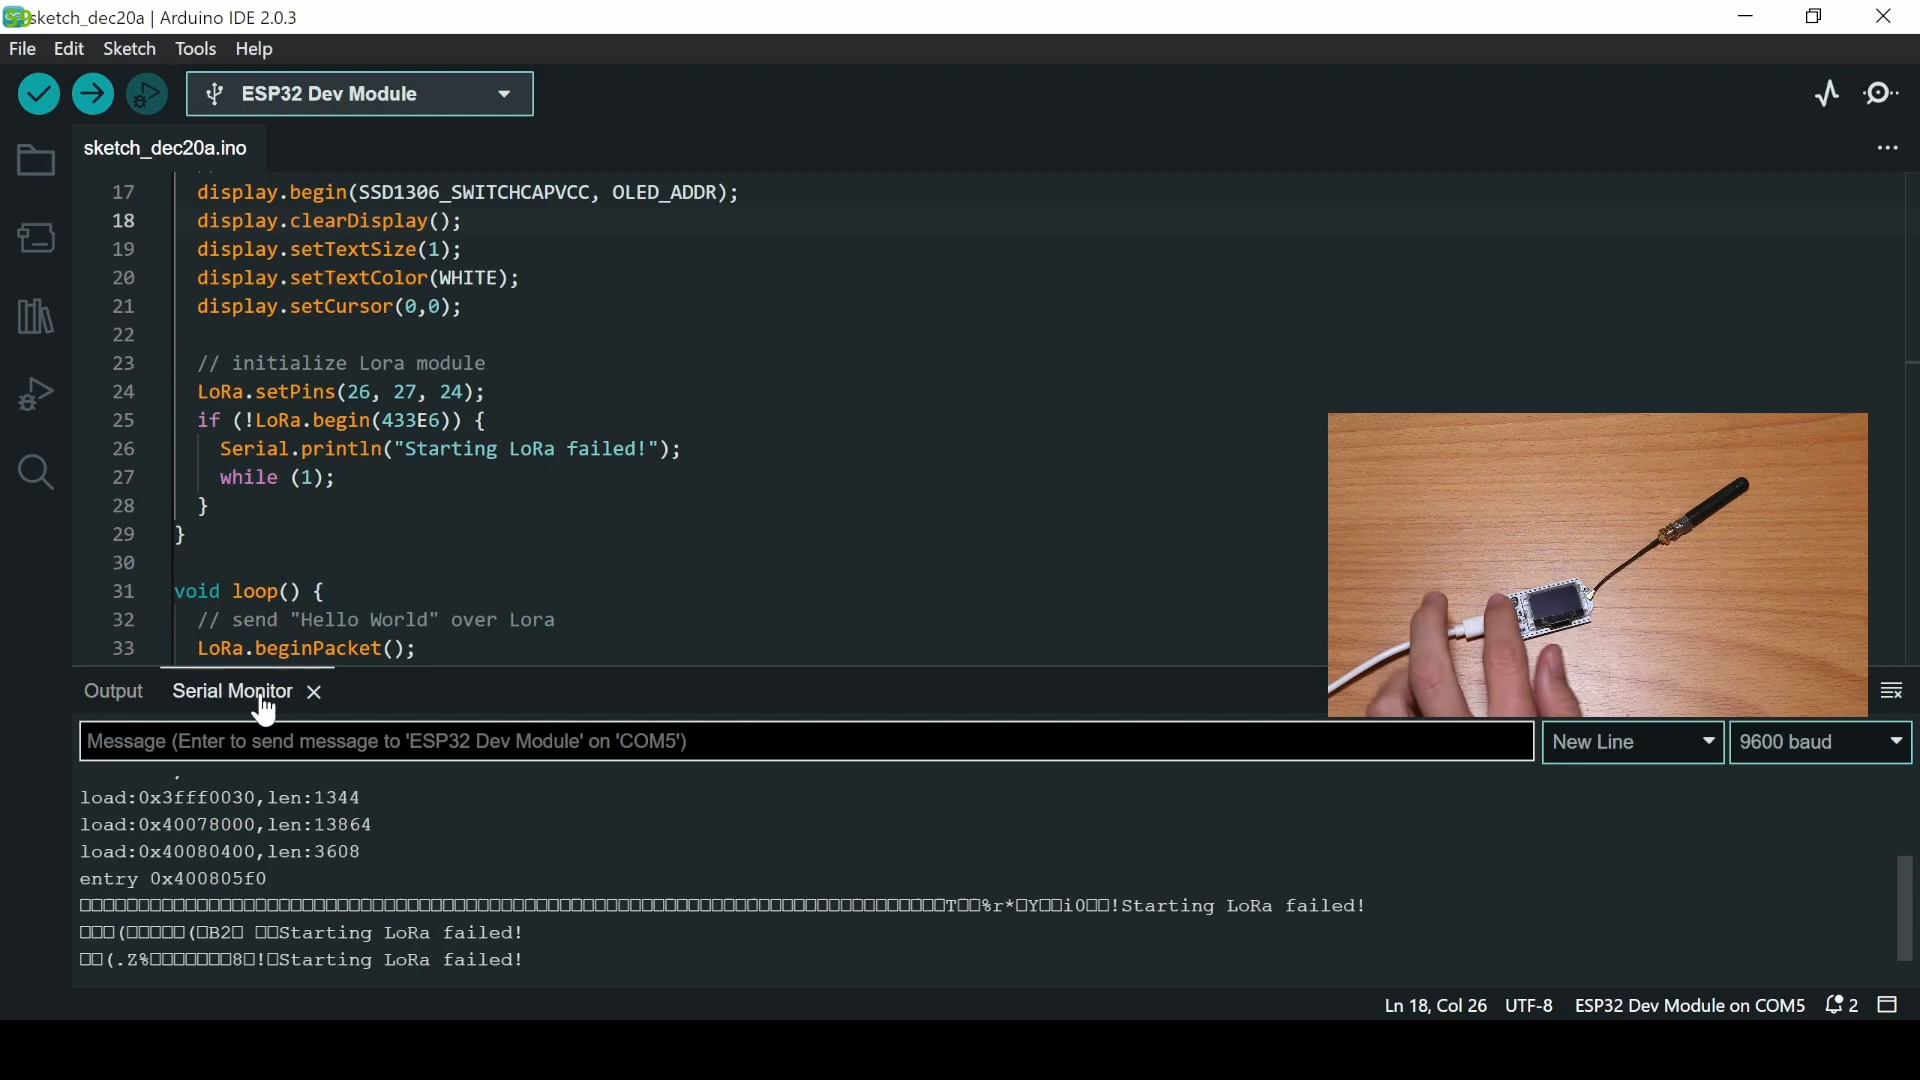 sketch_dec20a | Arduino IDE 2.0.3
File Edit Sketch Tools Help
ESP32 Dev Module
sketch_dec20a.ino
17 display.begin(SSD1306_SWITCHCAPVCC, OLED_ADDR);
18 display.clearDisplay();
19 display.setTextSize(1);
20 display.setTextColor(WHITE);
21 display.setCursor(0,0);
22
23 // initialize Lora module
24 LoRa.setPins(26, 27, 24);
25 if (!LoRa.begin(433E6)) {
26 Serial.println("Starting LoRa failed!");
27 while (1);
28 }
29 }
30
31 void loop() {
32 // send "Hello World" over Lora
33 LoRa.beginPacket();
Output Serial Monitor
Message (Enter to send message to 'ESP32 Dev Module' on 'COM5')
New Line 9600 baud
load:0x3fff0030,len:1344
load:0x40078000,len:13864
load:0x40080400,len:3608
entry 0x400805f0
T□□%r*□Y□□i0□□!Starting LoRa failed!
□□□(□□□□□(□B2□ □□Starting LoRa failed!
□□(.Z%□□□□□□□8□!□Starting LoRa failed!
Ln 18, Col 26 UTF-8 ESP32 Dev Module on COM5 2